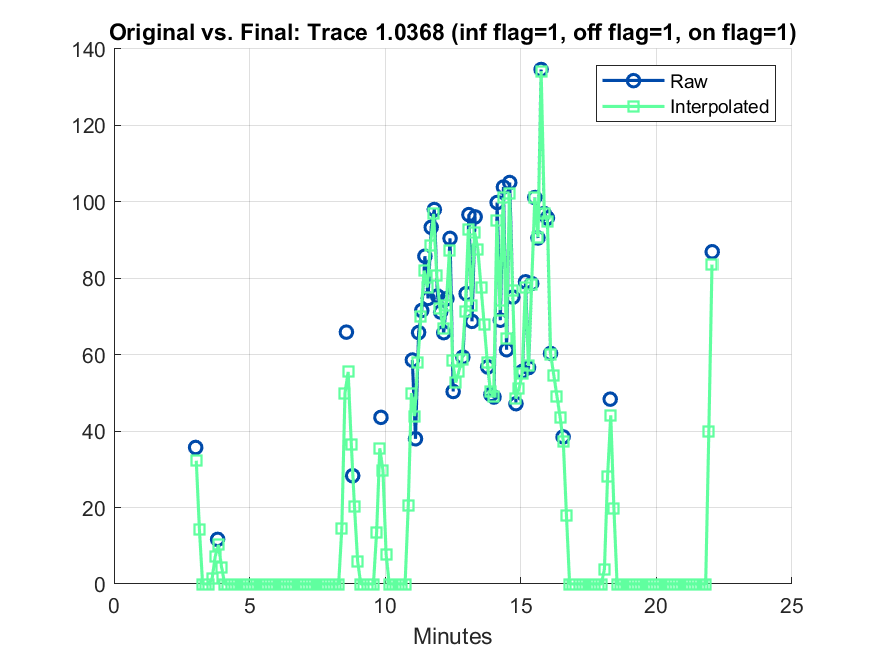 Original vs. Final: Trace 1.0368 (inf flag=1, off flag=1, on flag=1)
140
120
100
80
60
40
20
0
Raw
Interpolated
0 5 10 15 20 25
Minutes